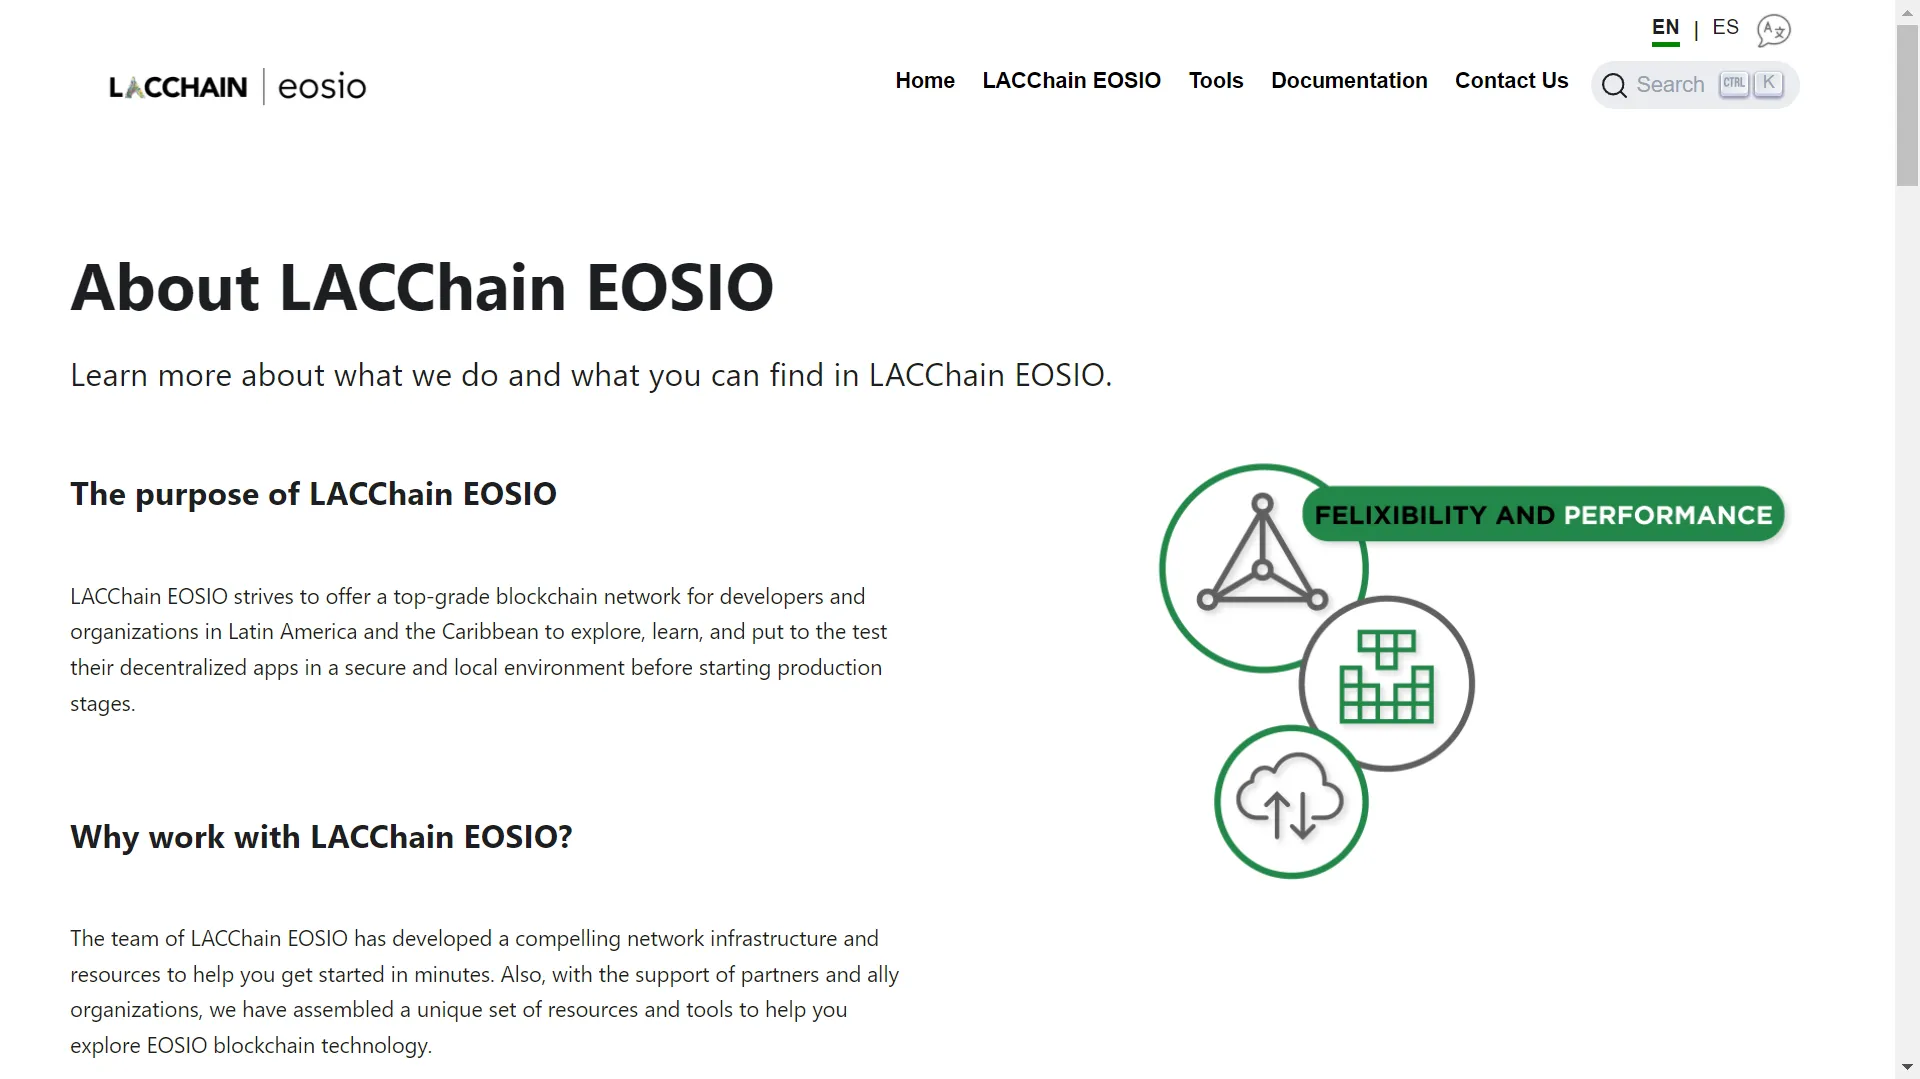 EN | ES
LACCHAIN | eosio
Home LACChain EOSIO Tools Documentation Contact Us Search CTRL K
About LACChain EOSIO
Learn more about what we do and what you can find in LACChain EOSIO.
The purpose of LACChain EOSIO
FELIXIBILITY AND PERFORMANCE
LACChain EOSIO strives to offer a top-grade blockchain network for developers and
organizations in Latin America and the Caribbean to explore, learn, and put to the test
their decentralized apps in a secure and local environment before starting production
stages.
Why work with LACChain EOSIO?
The team of LACChain EOSIO has developed a compelling network infrastructure and
resources to help you get started in minutes. Also, with the support of partners and ally
organizations, we have assembled a unique set of resources and tools to help you
explore EOSIO blockchain technology.